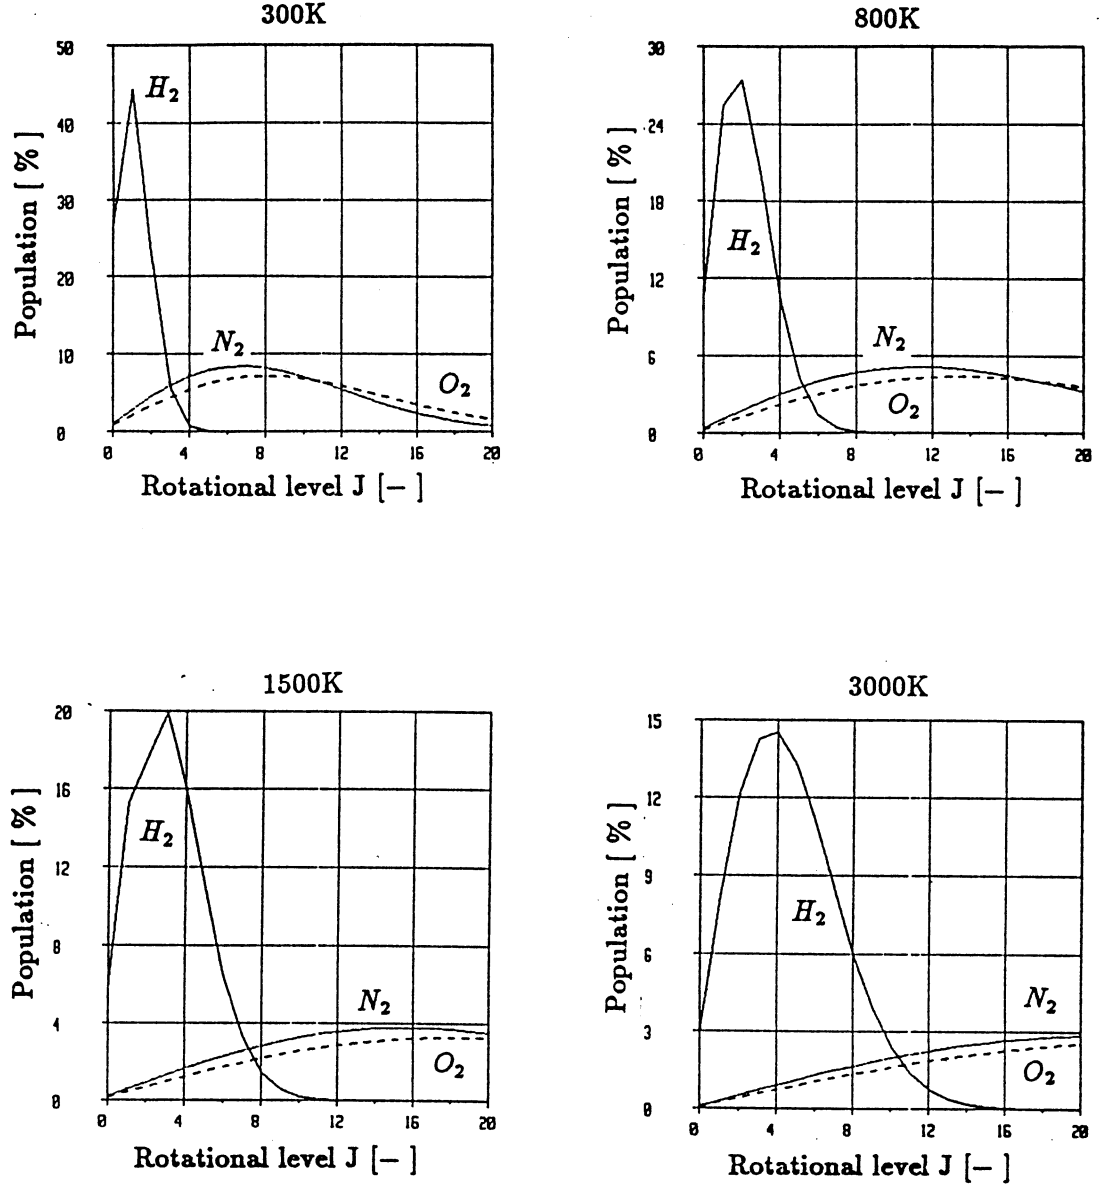 300K
50
40
30
20
10
0
Population [ % ]
H2
N2
O2
0 4 8 12 16 20
Rotational level J [− ]
800K
30
24
18
12
6
0
Population [ % ]
H2
N2
O2
0 4 8 12 16 20
Rotational level J [− ]
1500K
20
16
12
8
4
0
Population [ % ]
H2
N2
O2
0 4 8 12 16 20
Rotational level J [− ]
3000K
15
12
9
6
3
0
Population [ % ]
H2
N2
O2
0 4 8 12 16 20
Rotational level J [− ]